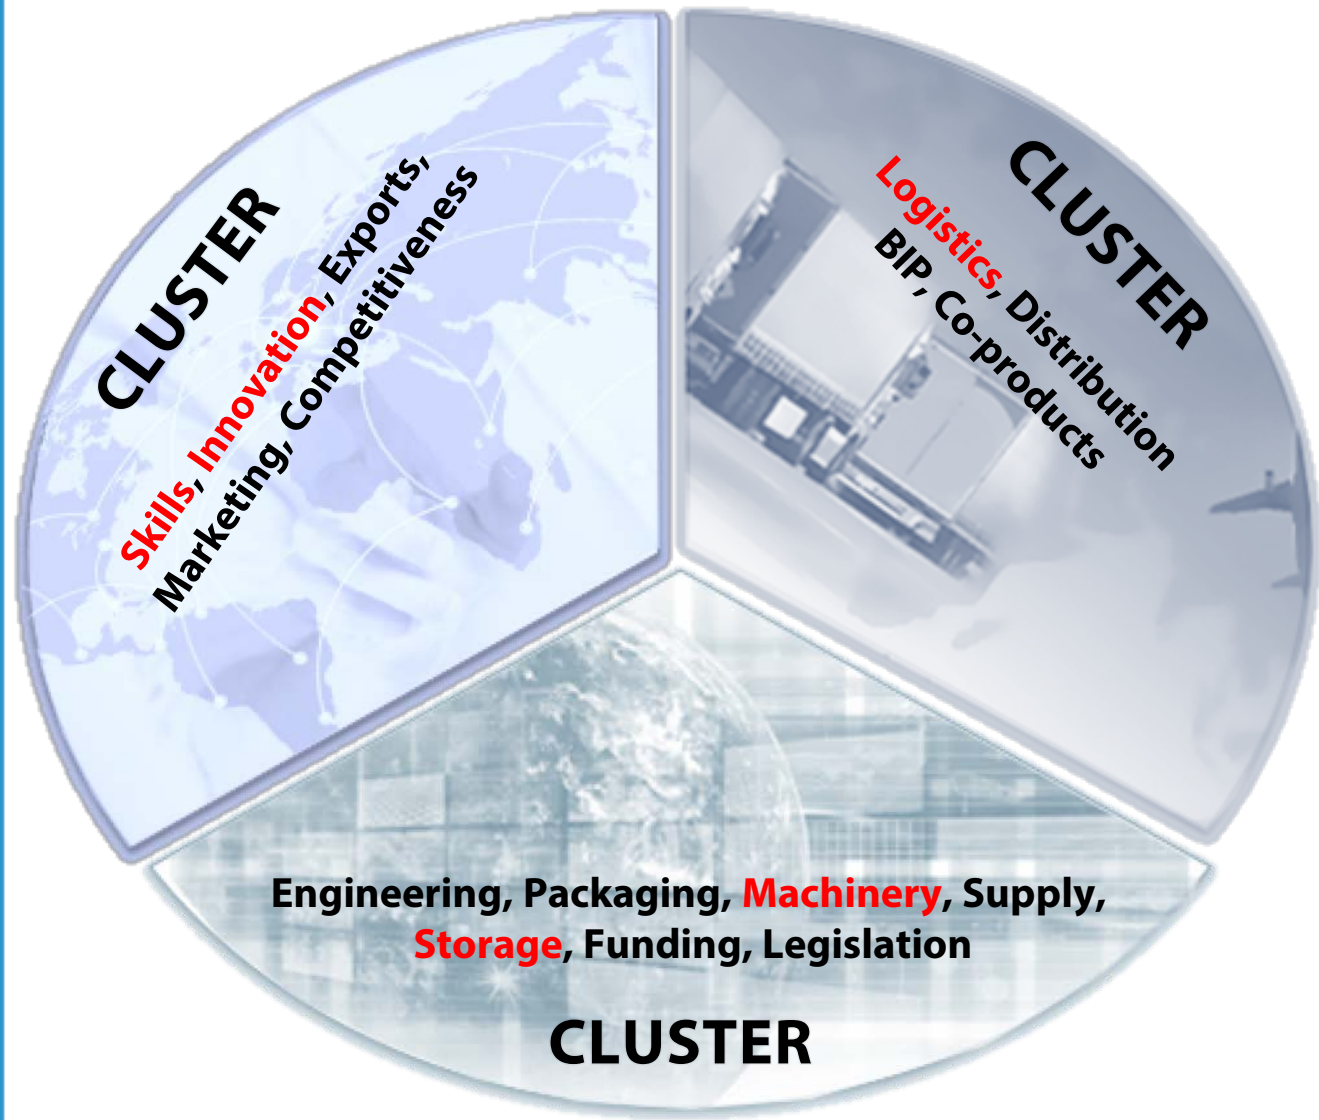 CLUSTER
Skills, Innovation, Exports,
Marketing, Competitiveness
CLUSTER
Logistics, Distribution
BIP, Co-products
Engineering, Packaging, Machinery, Supply,
Storage, Funding, Legislation
CLUSTER